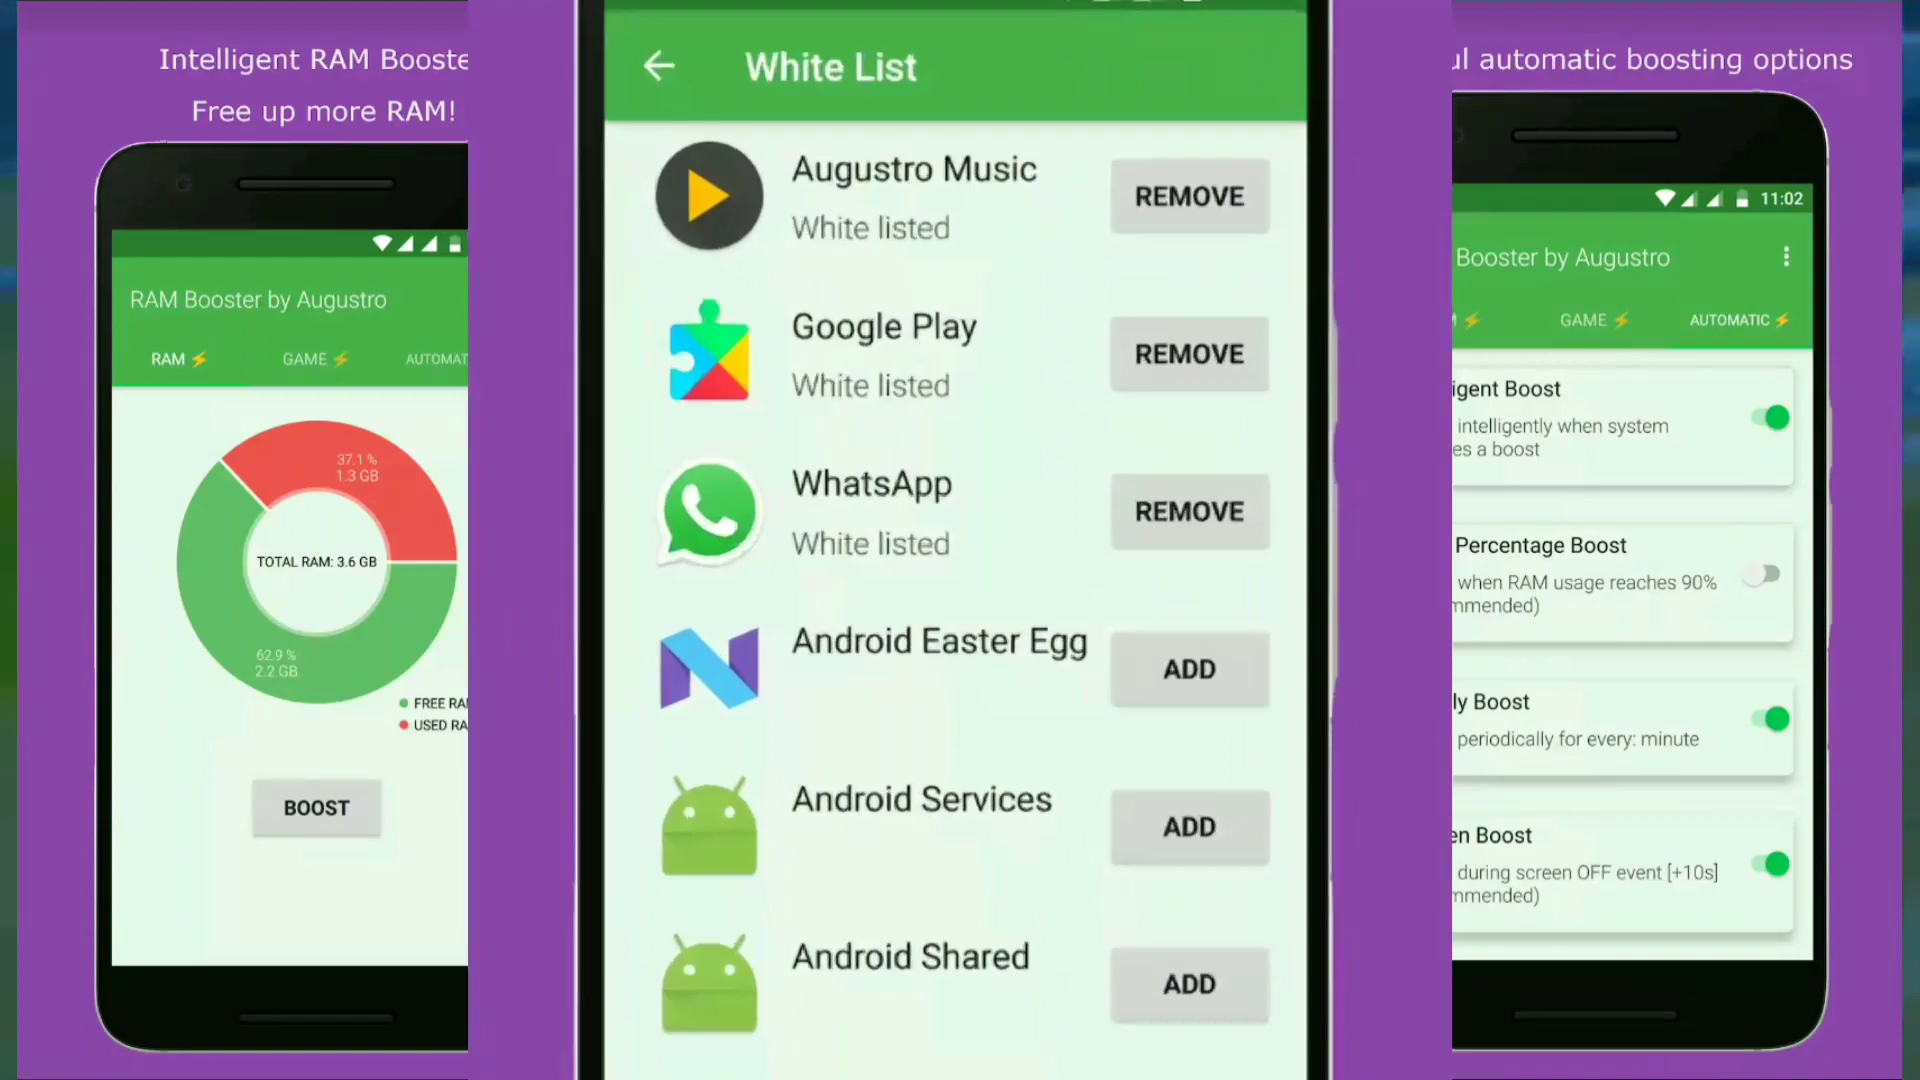 Intelligent RAM Booste
Free up more RAM!
RAM Booster by Augustro
RAM GAME AUTOMAT
37.1 %
1.3 GB
TOTAL RAM: 3.6 GB
62.9 %
2.2 GB
FREE RA
USED RA
BOOST
White List
Augustro Music
White listed
REMOVE
Google Play
White listed
REMOVE
WhatsApp
White listed
REMOVE
Android Easter Egg
ADD
Android Services
ADD
Android Shared
ADD
ul automatic boosting options
11:02
Booster by Augustro
GAME AUTOMATIC
igent Boost
intelligently when system
es a boost
Percentage Boost
when RAM usage reaches 90%
mmended)
ly Boost
periodically for every: minute
en Boost
during screen OFF event [+10s]
mmended)